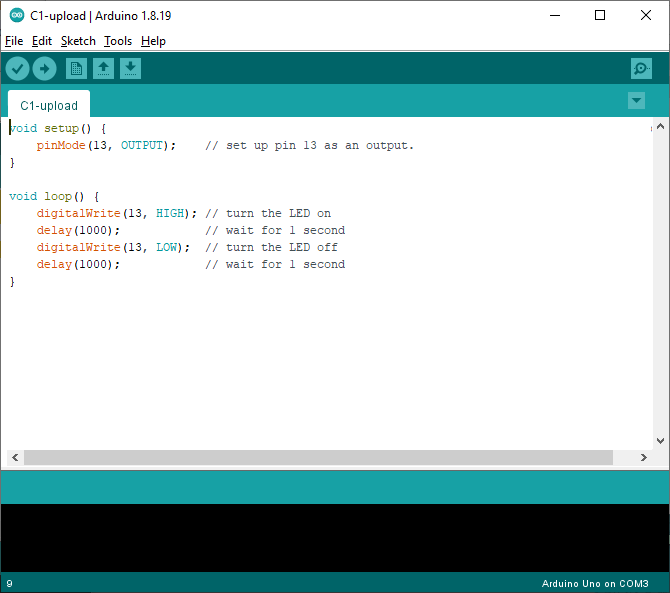 C1-upload | Arduino 1.8.19
File Edit Sketch Tools Help
C1-upload
void setup() {
    pinMode(13, OUTPUT);    // set up pin 13 as an output.
}
void loop() {
    digitalWrite(13, HIGH); // turn the LED on
    delay(1000);            // wait for 1 second
    digitalWrite(13, LOW);  // turn the LED off
    delay(1000);            // wait for 1 second
}
9
Arduino Uno on COM3